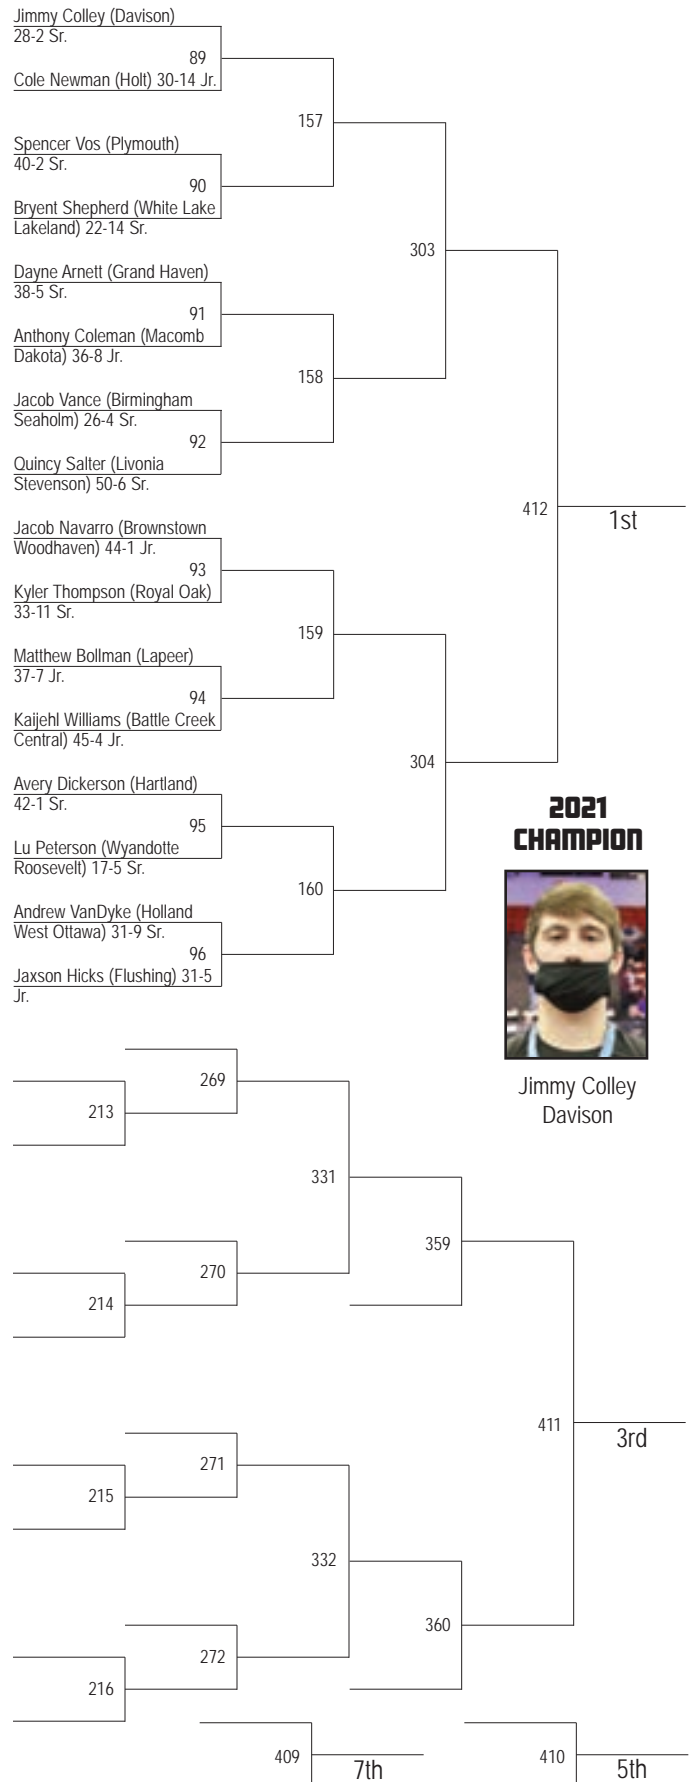 Jimmy Colley (Davison)
28-2 Sr.
89
Cole Newman (Holt) 30-14 Jr.
157
Spencer Vos (Plymouth)
40-2 Sr.
90
Bryent Shepherd (White Lake
Lakeland) 22-14 Sr.
303
Dayne Arnett (Grand Haven)
38-5 Sr.
91
Anthony Coleman (Macomb
Dakota) 36-8 Jr.
158
Jacob Vance (Birmingham
Seaholm) 26-4 Sr.
92
Quincy Salter (Livonia
Stevenson) 50-6 Sr.
412
1st
Jacob Navarro (Brownstown
Woodhaven) 44-1 Jr.
93
Kyler Thompson (Royal Oak)
33-11 Sr.
159
Matthew Bollman (Lapeer)
37-7 Jr.
94
Kaijehl Williams (Battle Creek
Central) 45-4 Jr.
304
Avery Dickerson (Hartland)
42-1 Sr.
95
Lu Peterson (Wyandotte
Roosevelt) 17-5 Sr.
160
Andrew VanDyke (Holland
West Ottawa) 31-9 Sr.
96
Jaxson Hicks (Flushing) 31-5
Jr.
2021
CHAMPION
Jimmy Colley
Davison
269
213
331
359
270
214
411
3rd
271
215
332
360
272
216
409
7th
410
5th